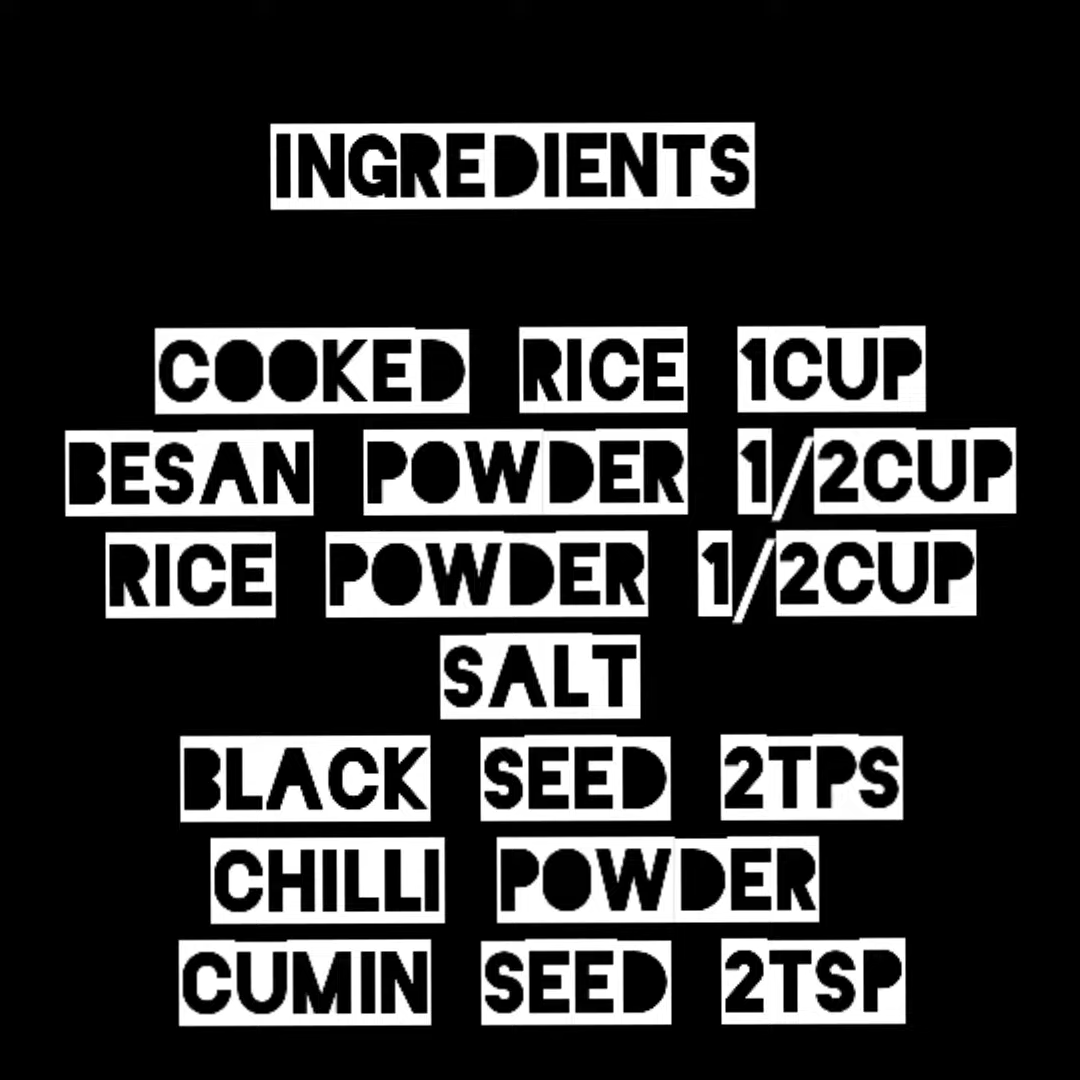 INGREDIENTS
COOKED RICE 1CUP
BESAN POWDER 1/2CUP
RICE POWDER 1/2CUP
SALT
BLACK SEED 2TPS
CHILLI POWDER
CUMIN SEED 2TSP